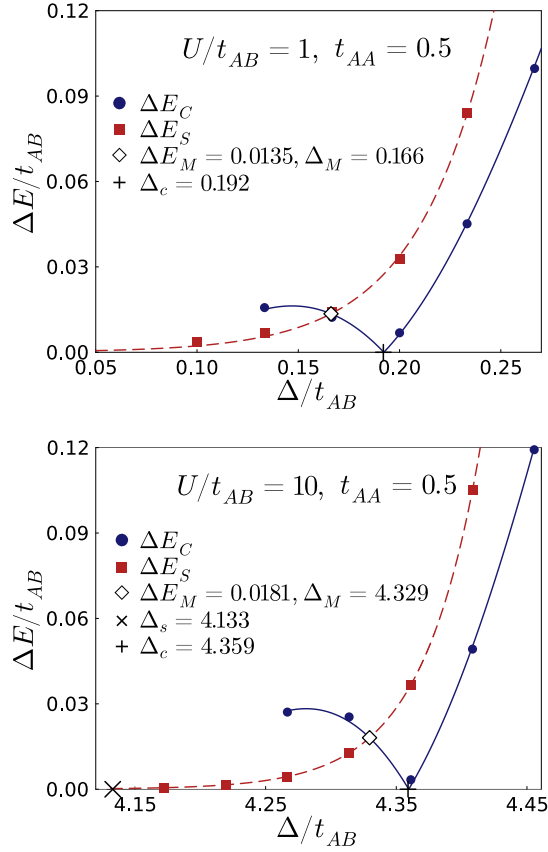 0.12
0.09
0.06
0.03
0.00
ΔE/t_{AB}
U/t_{AB} = 1, t_{AA} = 0.5
ΔE_C
ΔE_S
ΔE_M = 0.0135, Δ_M = 0.166
Δ_c = 0.192
0.05 0.10 0.15 0.20 0.25
Δ/t_{AB}
0.12
0.09
0.06
0.03
0.00
ΔE/t_{AB}
U/t_{AB} = 10, t_{AA} = 0.5
ΔE_C
ΔE_S
ΔE_M = 0.0181, Δ_M = 4.329
Δ_s = 4.133
Δ_c = 4.359
4.15 4.25 4.35 4.45
Δ/t_{AB}